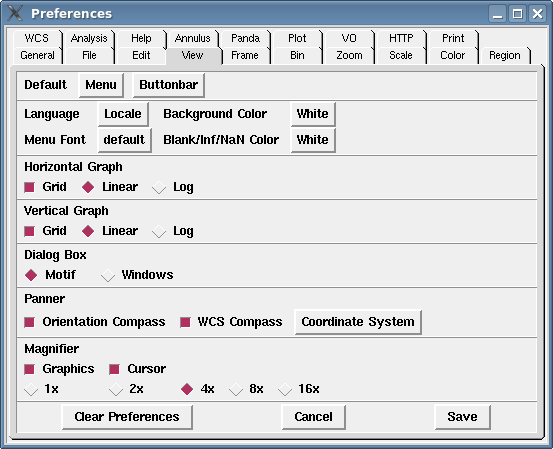 Preferences
WCS Analysis Help Annulus Panda Plot VO HTTP Print
General File Edit View Frame Bin Zoom Scale Color Region
Default Menu Buttonbar
Language Locale Background Color White
Menu Font default Blank/Inf/NaN Color White
Horizontal Graph
Grid Linear Log
Vertical Graph
Grid Linear Log
Dialog Box
Motif Windows
Panner
Orientation Compass WCS Compass Coordinate System
Magnifier
Graphics Cursor
1x 2x 4x 8x 16x
Clear Preferences Cancel Save